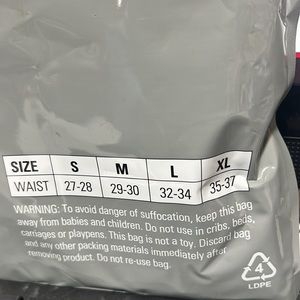 SIZE S M L XL
WAIST 27-28 29-30 32-34 35-37
WARNING: To avoid danger of suffocation, keep this bag
away from babies and children. Do not use in cribs, beds,
carriages or playpens. This bag is not a toy. Discard bag
and any other packing materials immediately after
removing product. Do not re-use bag.
4
LDPE